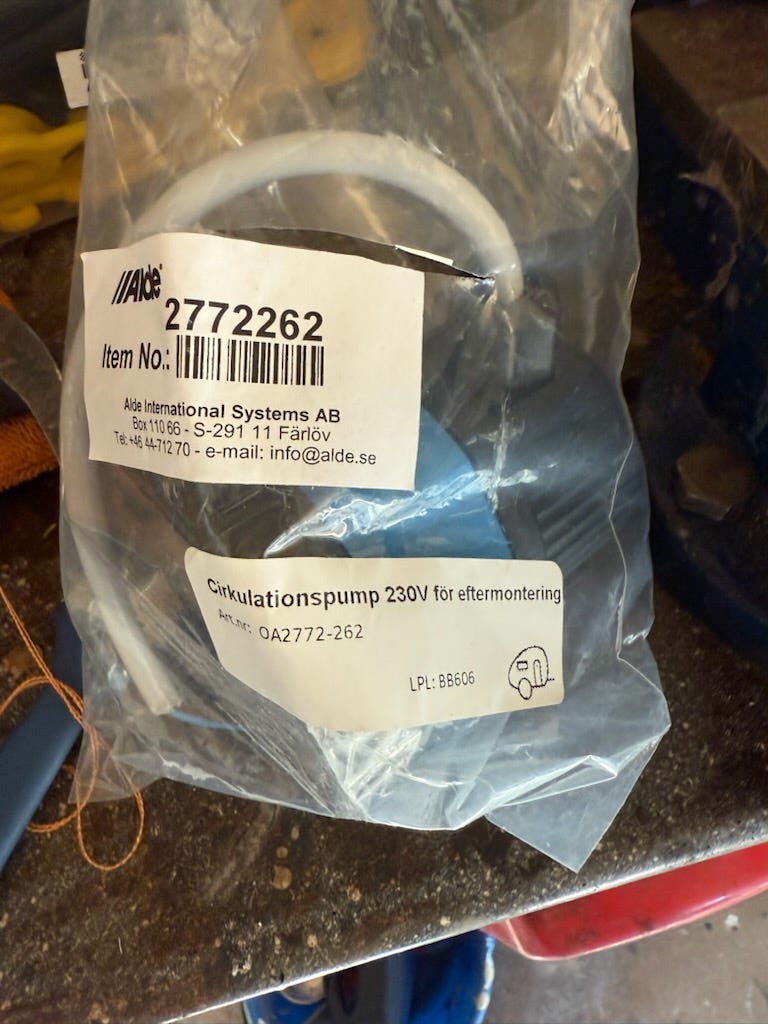 Alde
2772262
Item No.:
Alde International Systems AB
Box 110 66 - S-291 11 Färlöv
Tel: +46 44-712 70 - e-mail: info@alde.se
Cirkulationspump 230V för eftermontering
Art.nr: OA2772-262
LPL: BB606